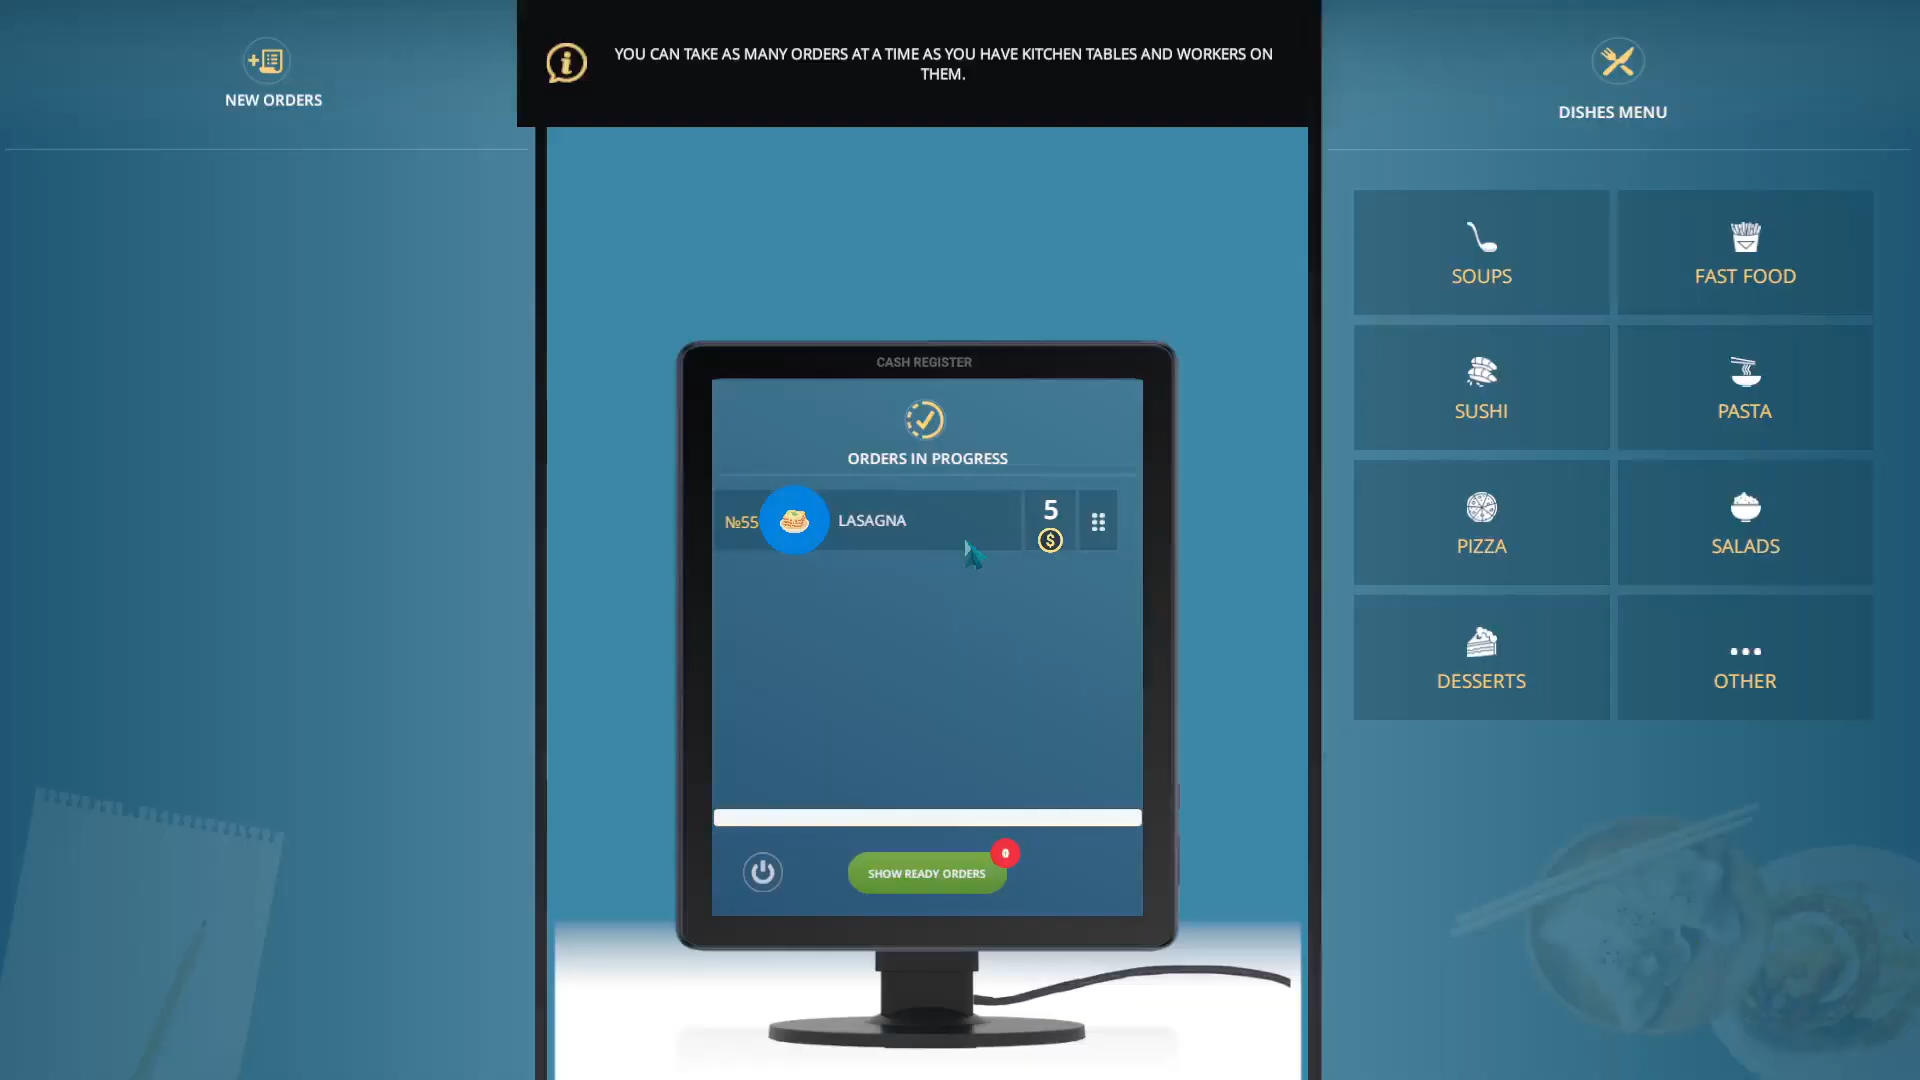 NEW ORDERS
YOU CAN TAKE AS MANY ORDERS AT A TIME AS YOU HAVE KITCHEN TABLES AND WORKERS ON
THEM.
DISHES MENU
SOUPS
FAST FOOD
SUSHI
PASTA
PIZZA
SALADS
DESSERTS
OTHER
CASH REGISTER
ORDERS IN PROGRESS
№55
LASAGNA
5
$
SHOW READY ORDERS
0